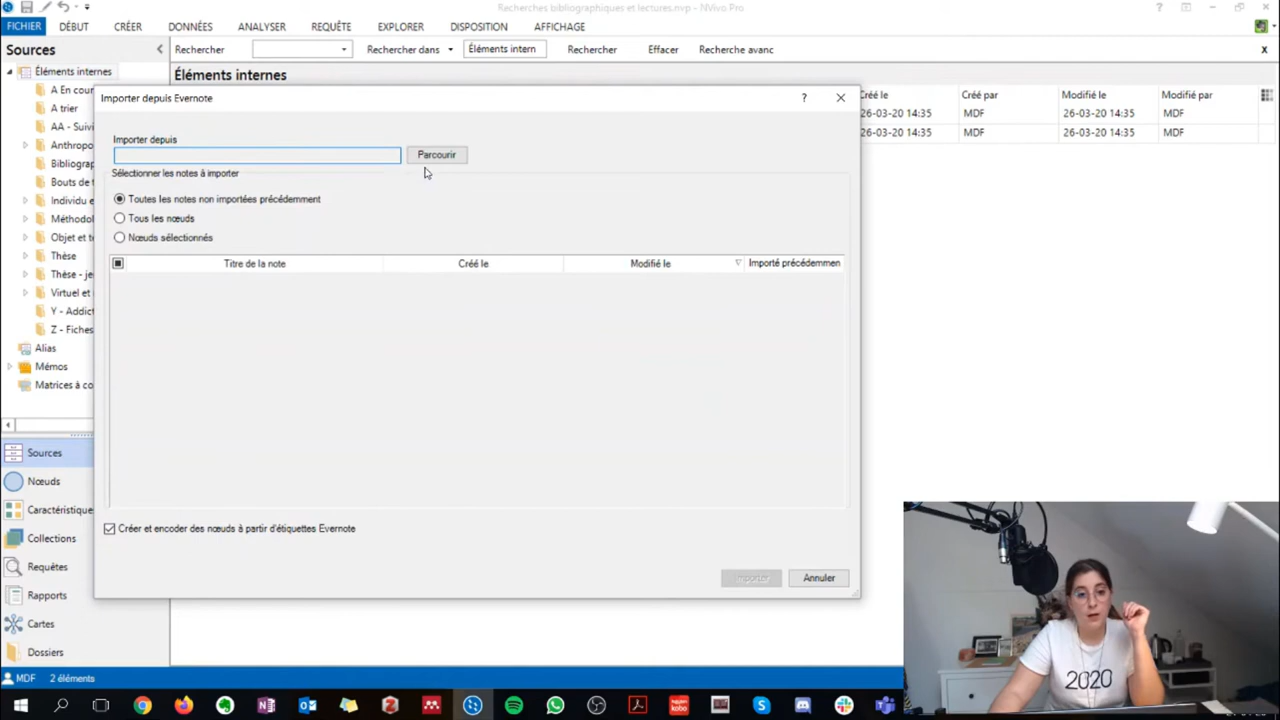 Recherches bibliographiques et lectures.nvp - NVivo Pro
FICHIER DÉBUT CRÉER DONNÉES ANALYSER REQUÊTE EXPLORER DISPOSITION AFFICHAGE
Sources Rechercher Rechercher dans Éléments intern Rechercher Effacer Recherche avanc
Éléments internes Éléments internes
A En cour Importer depuis Evernote Créé le Créé par Modifié le Modifié par
A trier 26-03-20 14:35 MDF 26-03-20 14:35 MDF
AA - Suivi 26-03-20 14:35 MDF 26-03-20 14:35 MDF
Anthropo Importer depuis
Bibliograp Parcourir
Bouts de t Sélectionner les notes à importer
Individu e Toutes les notes non importées précédemment
Méthodol Tous les nœuds
Objet et te Nœuds sélectionnés
Thèse Titre de la note Créé le Modifié le Importé précédemmen
Thèse - je
Virtuel et r
Y - Addict
Z - Fiches
Alias
Mémos
Matrices à co
Sources
Nœuds
Caractéristique
Créer et encoder des nœuds à partir d'étiquettes Evernote
Collections
Requêtes Importer Annuler
Rapports
Cartes
Dossiers
MDF 2 éléments
2020